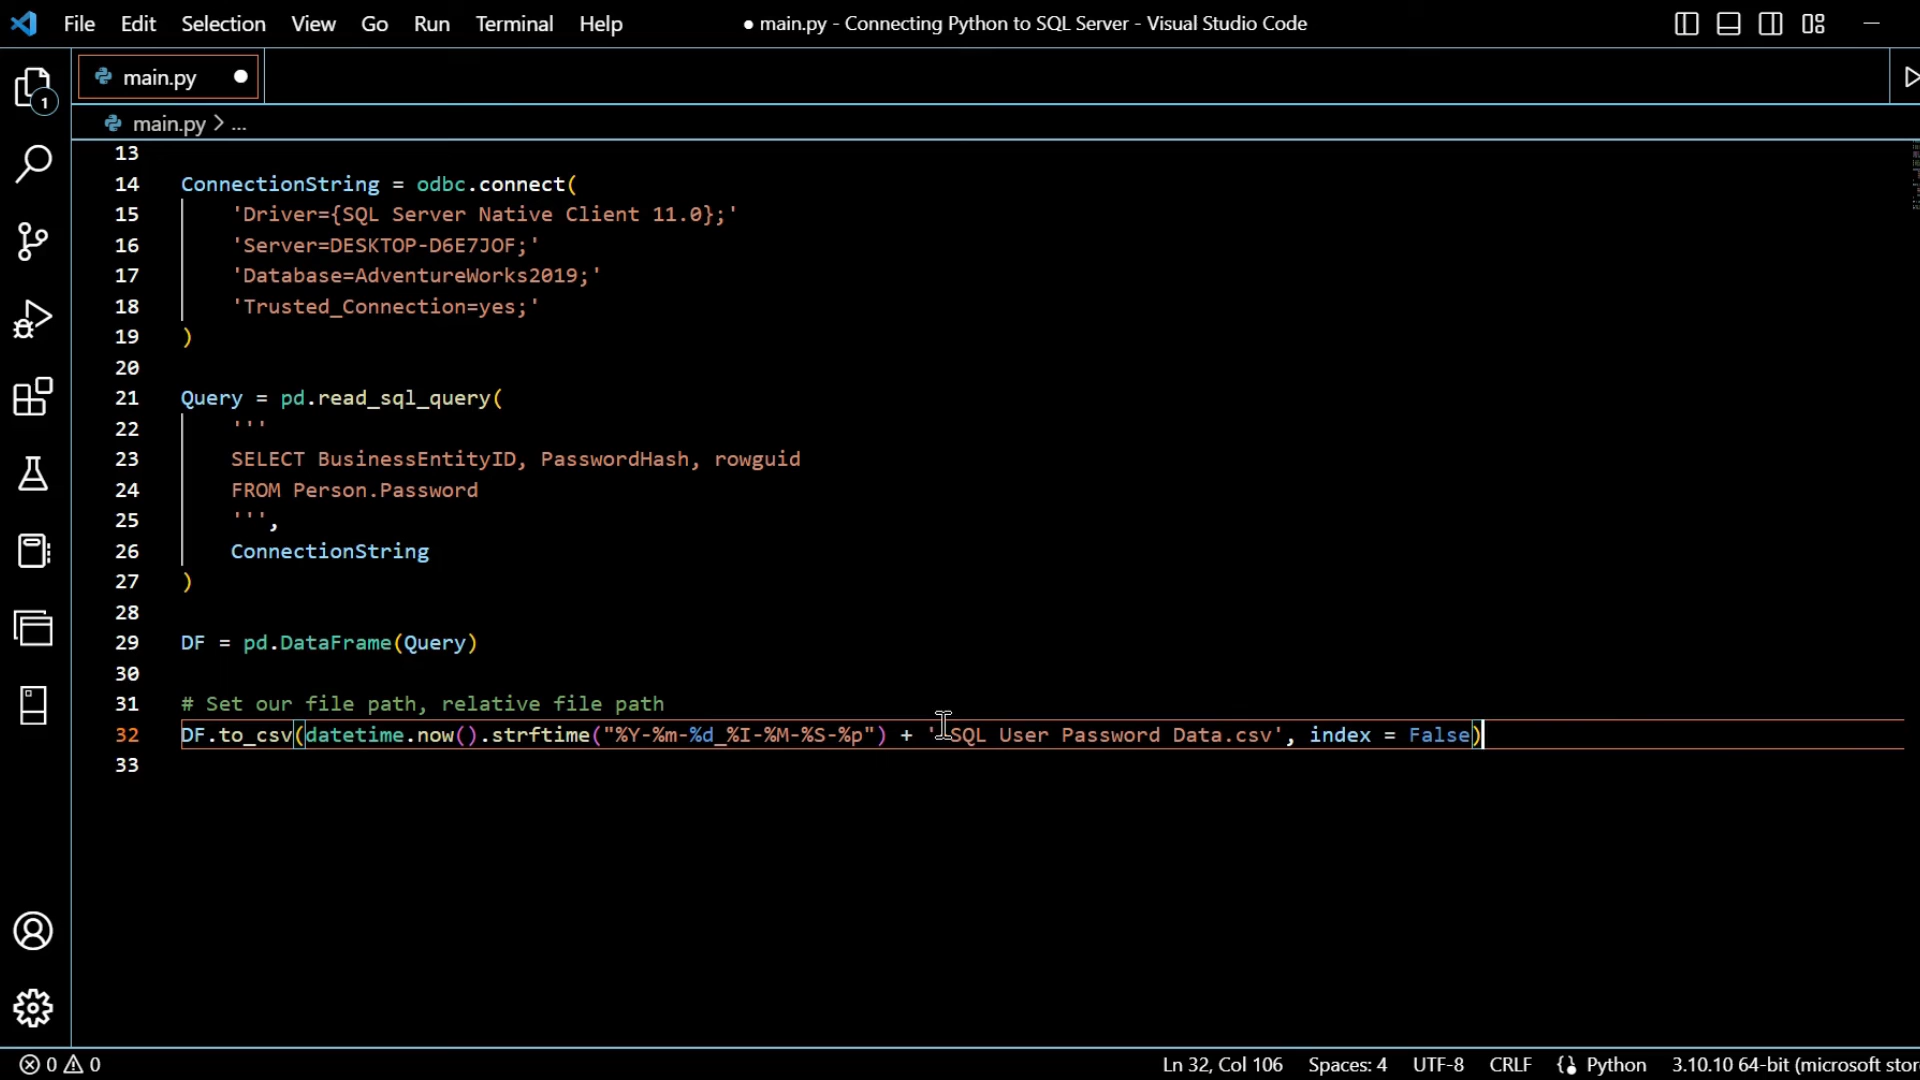 File Edit Selection View Go Run Terminal Help ● main.py - Connecting Python to SQL Server - Visual Studio Code
main.py ●
main.py > ...
1
13
14 ConnectionString = odbc.connect(
15 'Driver={SQL Server Native Client 11.0};'
16 'Server=DESKTOP-D6E7JOF;'
17 'Database=AdventureWorks2019;'
18 'Trusted_Connection=yes;'
19 )
20
21 Query = pd.read_sql_query(
22 '''
23 SELECT BusinessEntityID, PasswordHash, rowguid
24 FROM Person.Password
25 ''',
26 ConnectionString
27 )
28
29 DF = pd.DataFrame(Query)
30
31 # Set our file path, relative file path
32 DF.to_csv(datetime.now().strftime("%Y-%m-%d_%I-%M-%S-%p") + ' SQL User Password Data.csv', index = False)
33
0 0 Ln 32, Col 106 Spaces: 4 UTF-8 CRLF Python 3.10.10 64-bit (microsoft stor